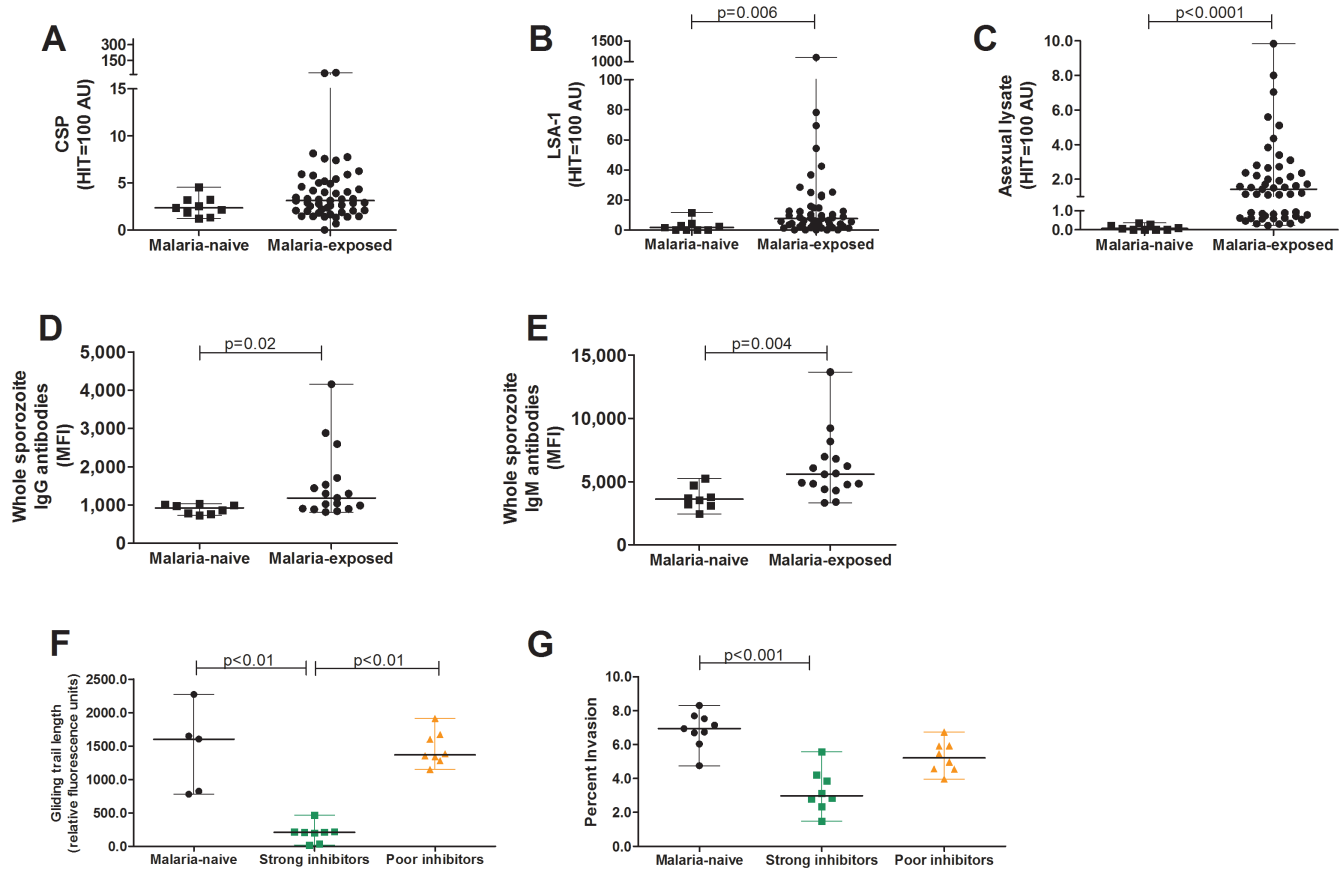 A
CSP
(HIT=100 AU)
300
150
15
10
5
0
Malaria-naive
Malaria-exposed
B
p=0.006
LSA-1
(HIT=100 AU)
1500
1000
100
80
60
40
20
0
Malaria-naive
Malaria-exposed
C
p<0.0001
Asexual lysate
(HIT=100 AU)
10.0
8.0
6.0
4.0
2.0
1.0
0.0
Malaria-naive
Malaria-exposed
D
p=0.02
Whole sporozoite
IgG antibodies
(MFI)
5,000
4,000
3,000
2,000
1,000
0
Malaria-naive
Malaria-exposed
E
p=0.004
Whole sporozoite
IgM antibodies
(MFI)
15,000
10,000
5,000
0
Malaria-naive
Malaria-exposed
F
p<0.01
p<0.01
Gliding trail length
(relative fluorescence units)
2500.0
2000.0
1500.0
1000.0
500.0
0.0
Malaria-naive
Strong inhibitors
Poor inhibitors
G
p<0.001
Percent Invasion
10.0
8.0
6.0
4.0
2.0
0.0
Malaria-naive
Strong inhibitors
Poor inhibitors